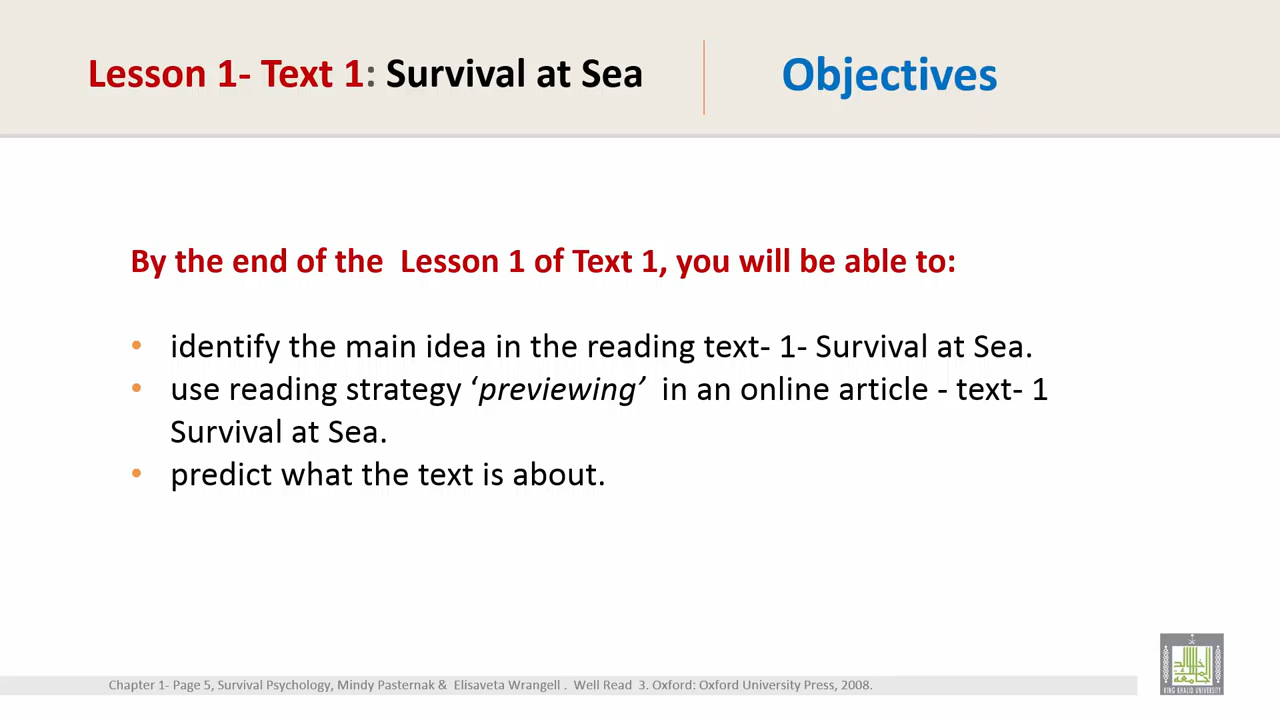 Lesson 1- Text 1: Survival at Sea
Objectives
By the end of the  Lesson 1 of Text 1, you will be able to:
• identify the main idea in the reading text- 1- Survival at Sea.
• use reading strategy ‘previewing’  in an online article - text- 1
Survival at Sea.
• predict what the text is about.
Chapter 1- Page 5, Survival Psychology, Mindy Pasternak &  Elisaveta Wrangell .  Well Read  3. Oxford: Oxford University Press, 2008.
KING KHALID UNIVERSITY